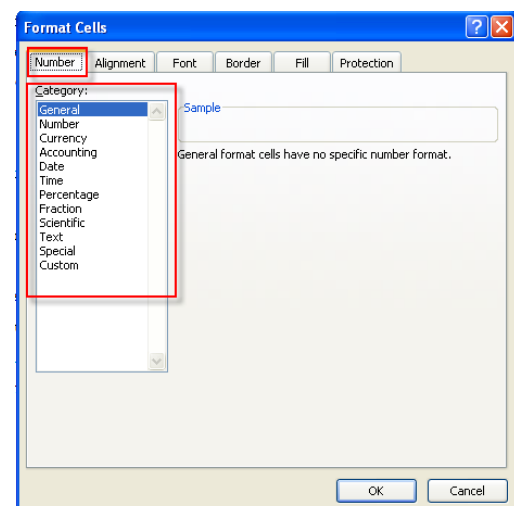 Format Cells
?
X
Number Alignment Font Border Fill Protection
Category:
General
Number
Currency
Accounting
Date
Time
Percentage
Fraction
Scientific
Text
Special
Custom
Sample
General format cells have no specific number format.
OK Cancel